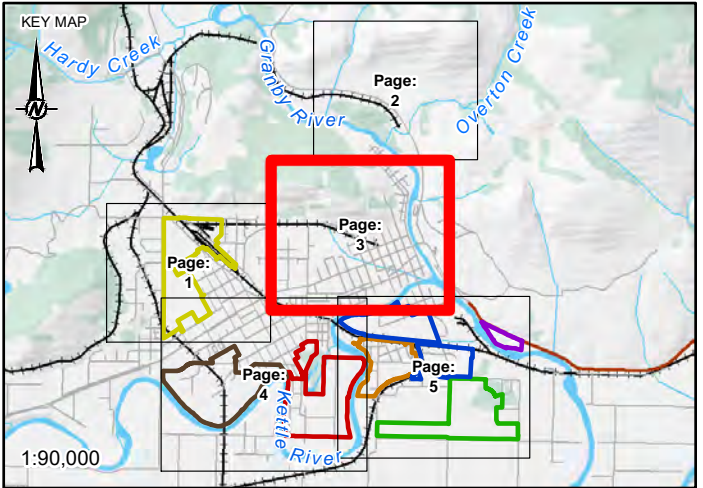 KEY MAP
Hardy Creek
N
Granby River
Overton Creek
Page:
2
Page:
3
Page:
1
Page:
4
Page:
5
Kettle River
1:90,000